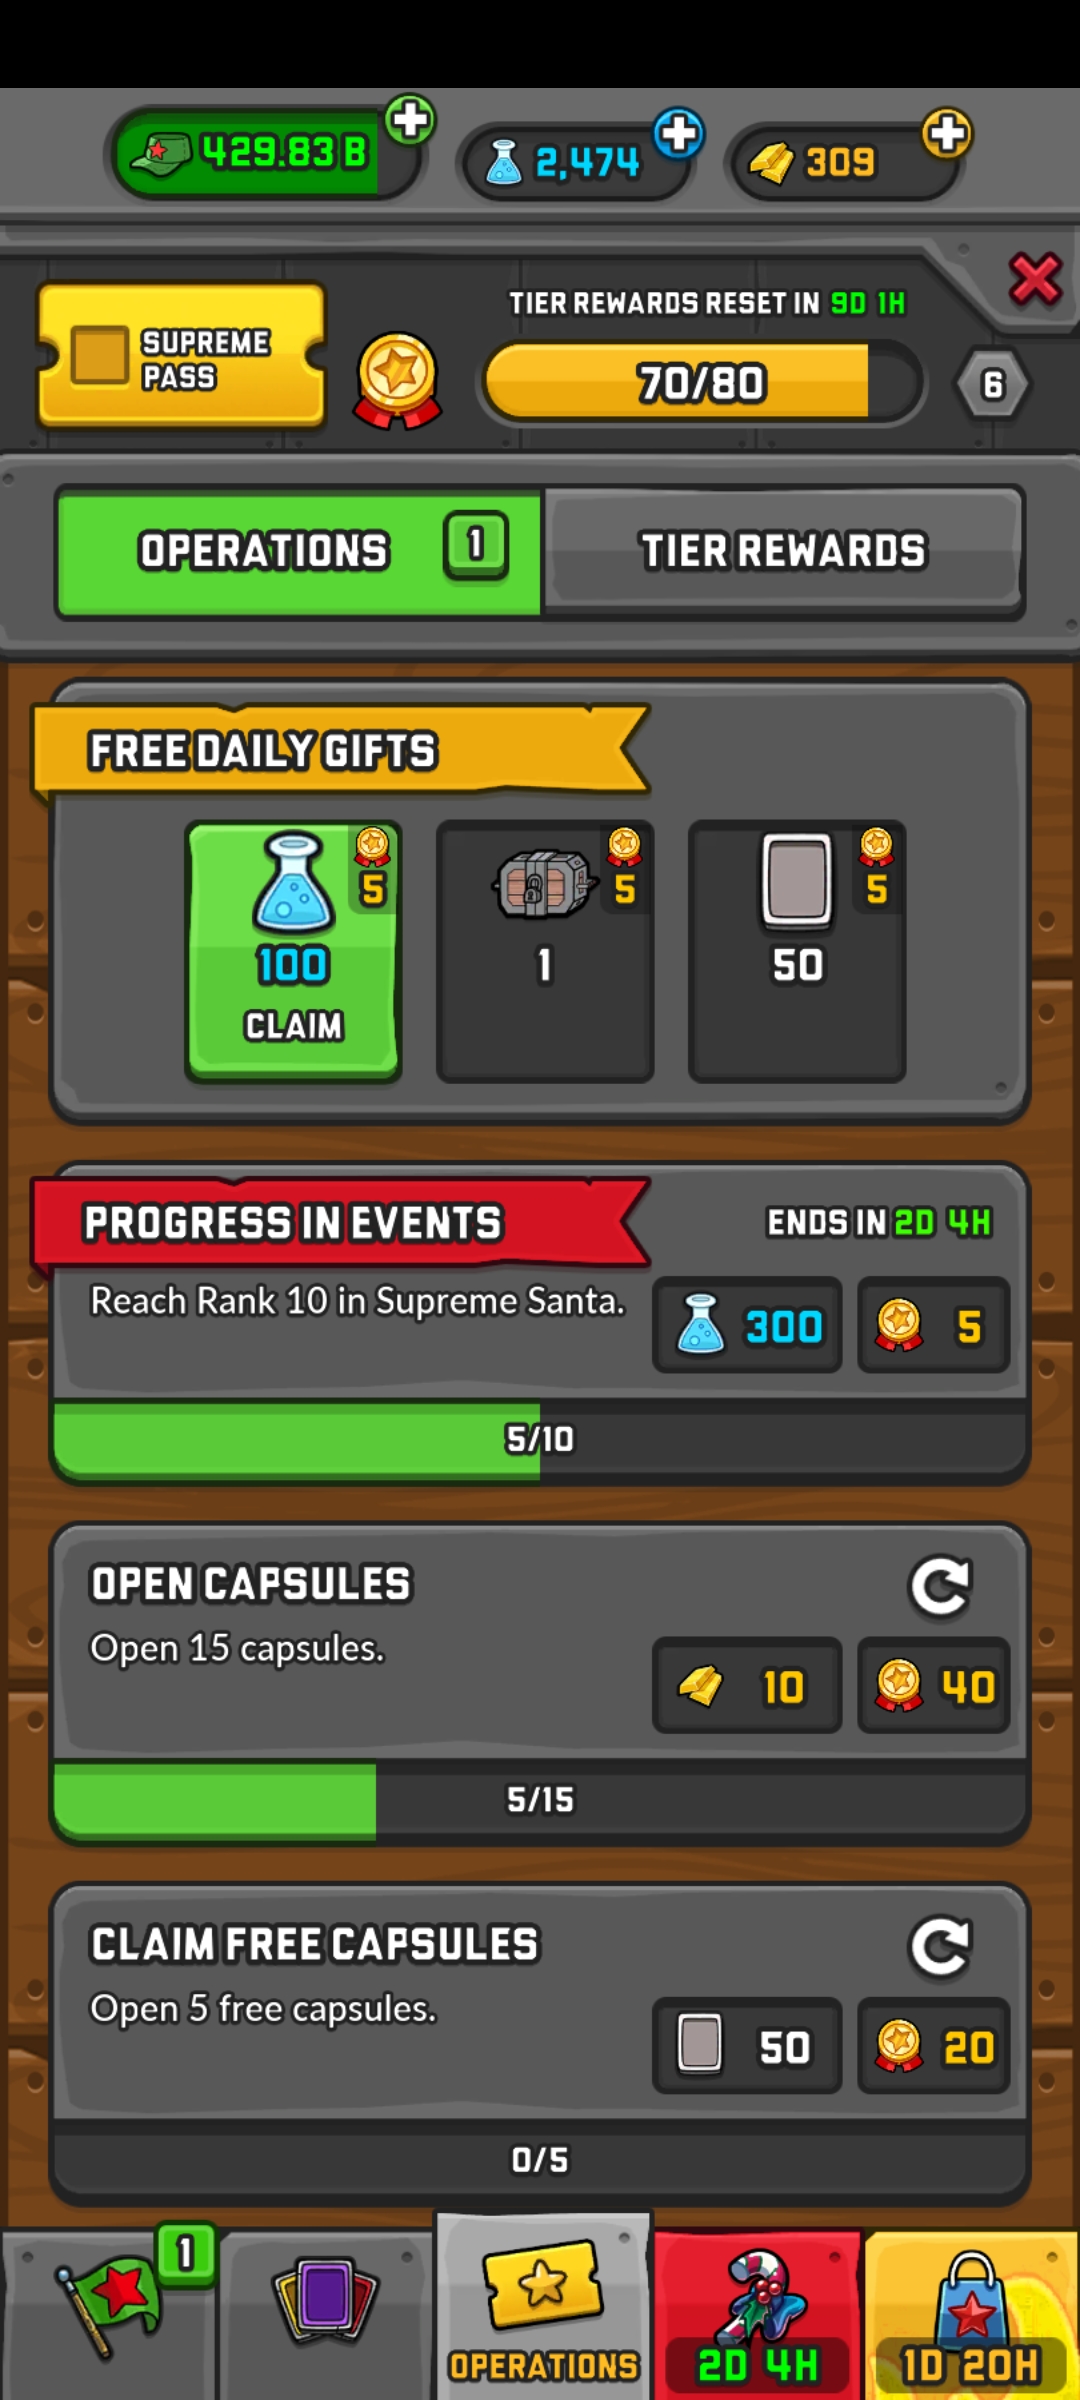 429.83 B
2,474
309
SUPREME
PASS
TIER REWARDS RESET IN 9D 1H
70/80
6
OPERATIONS 1
TIER REWARDS
FREE DAILY GIFTS
5
100
CLAIM
5
1
5
50
PROGRESS IN EVENTS
ENDS IN 2D 4H
Reach Rank 10 in Supreme Santa.
300
5
5/10
OPEN CAPSULES
Open 15 capsules.
10
40
5/15
CLAIM FREE CAPSULES
Open 5 free capsules.
50
20
0/5
1
OPERATIONS
2D 4H
1D 20H